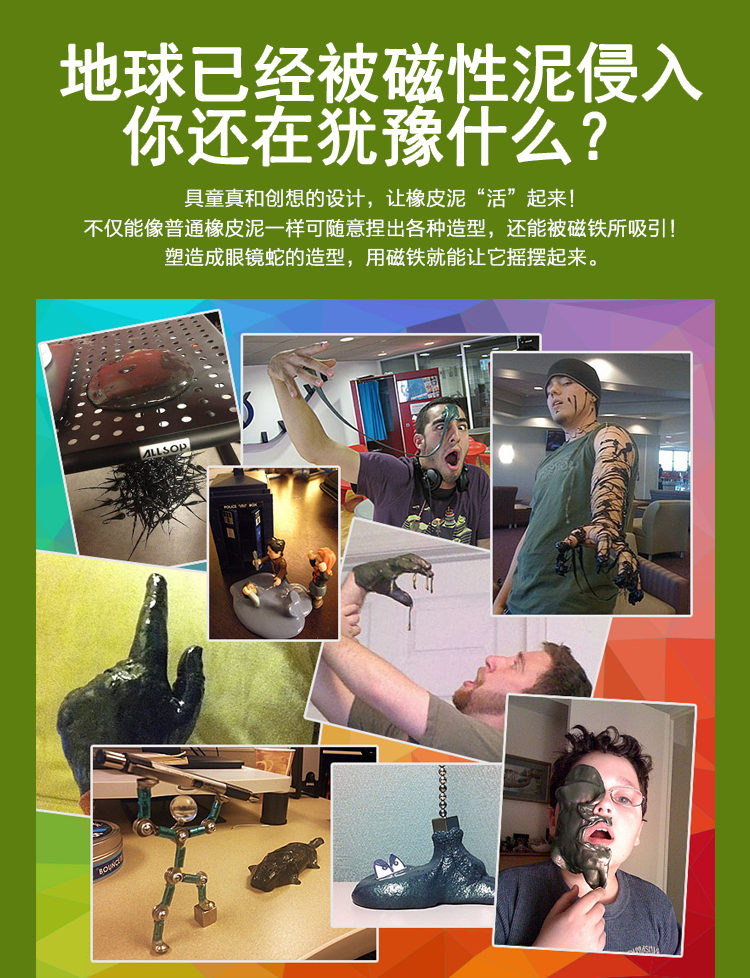 地球已经被磁性泥侵入
你还在犹豫什么？
具童真和创想的设计，让橡皮泥“活”起来！
不仅能像普通橡皮泥一样可随意捏出各种造型，还能被磁铁所吸引！
塑造成眼镜蛇的造型，用磁铁就能让它摇摆起来。
ALLSOP
POLICE BOX
BOUNCE